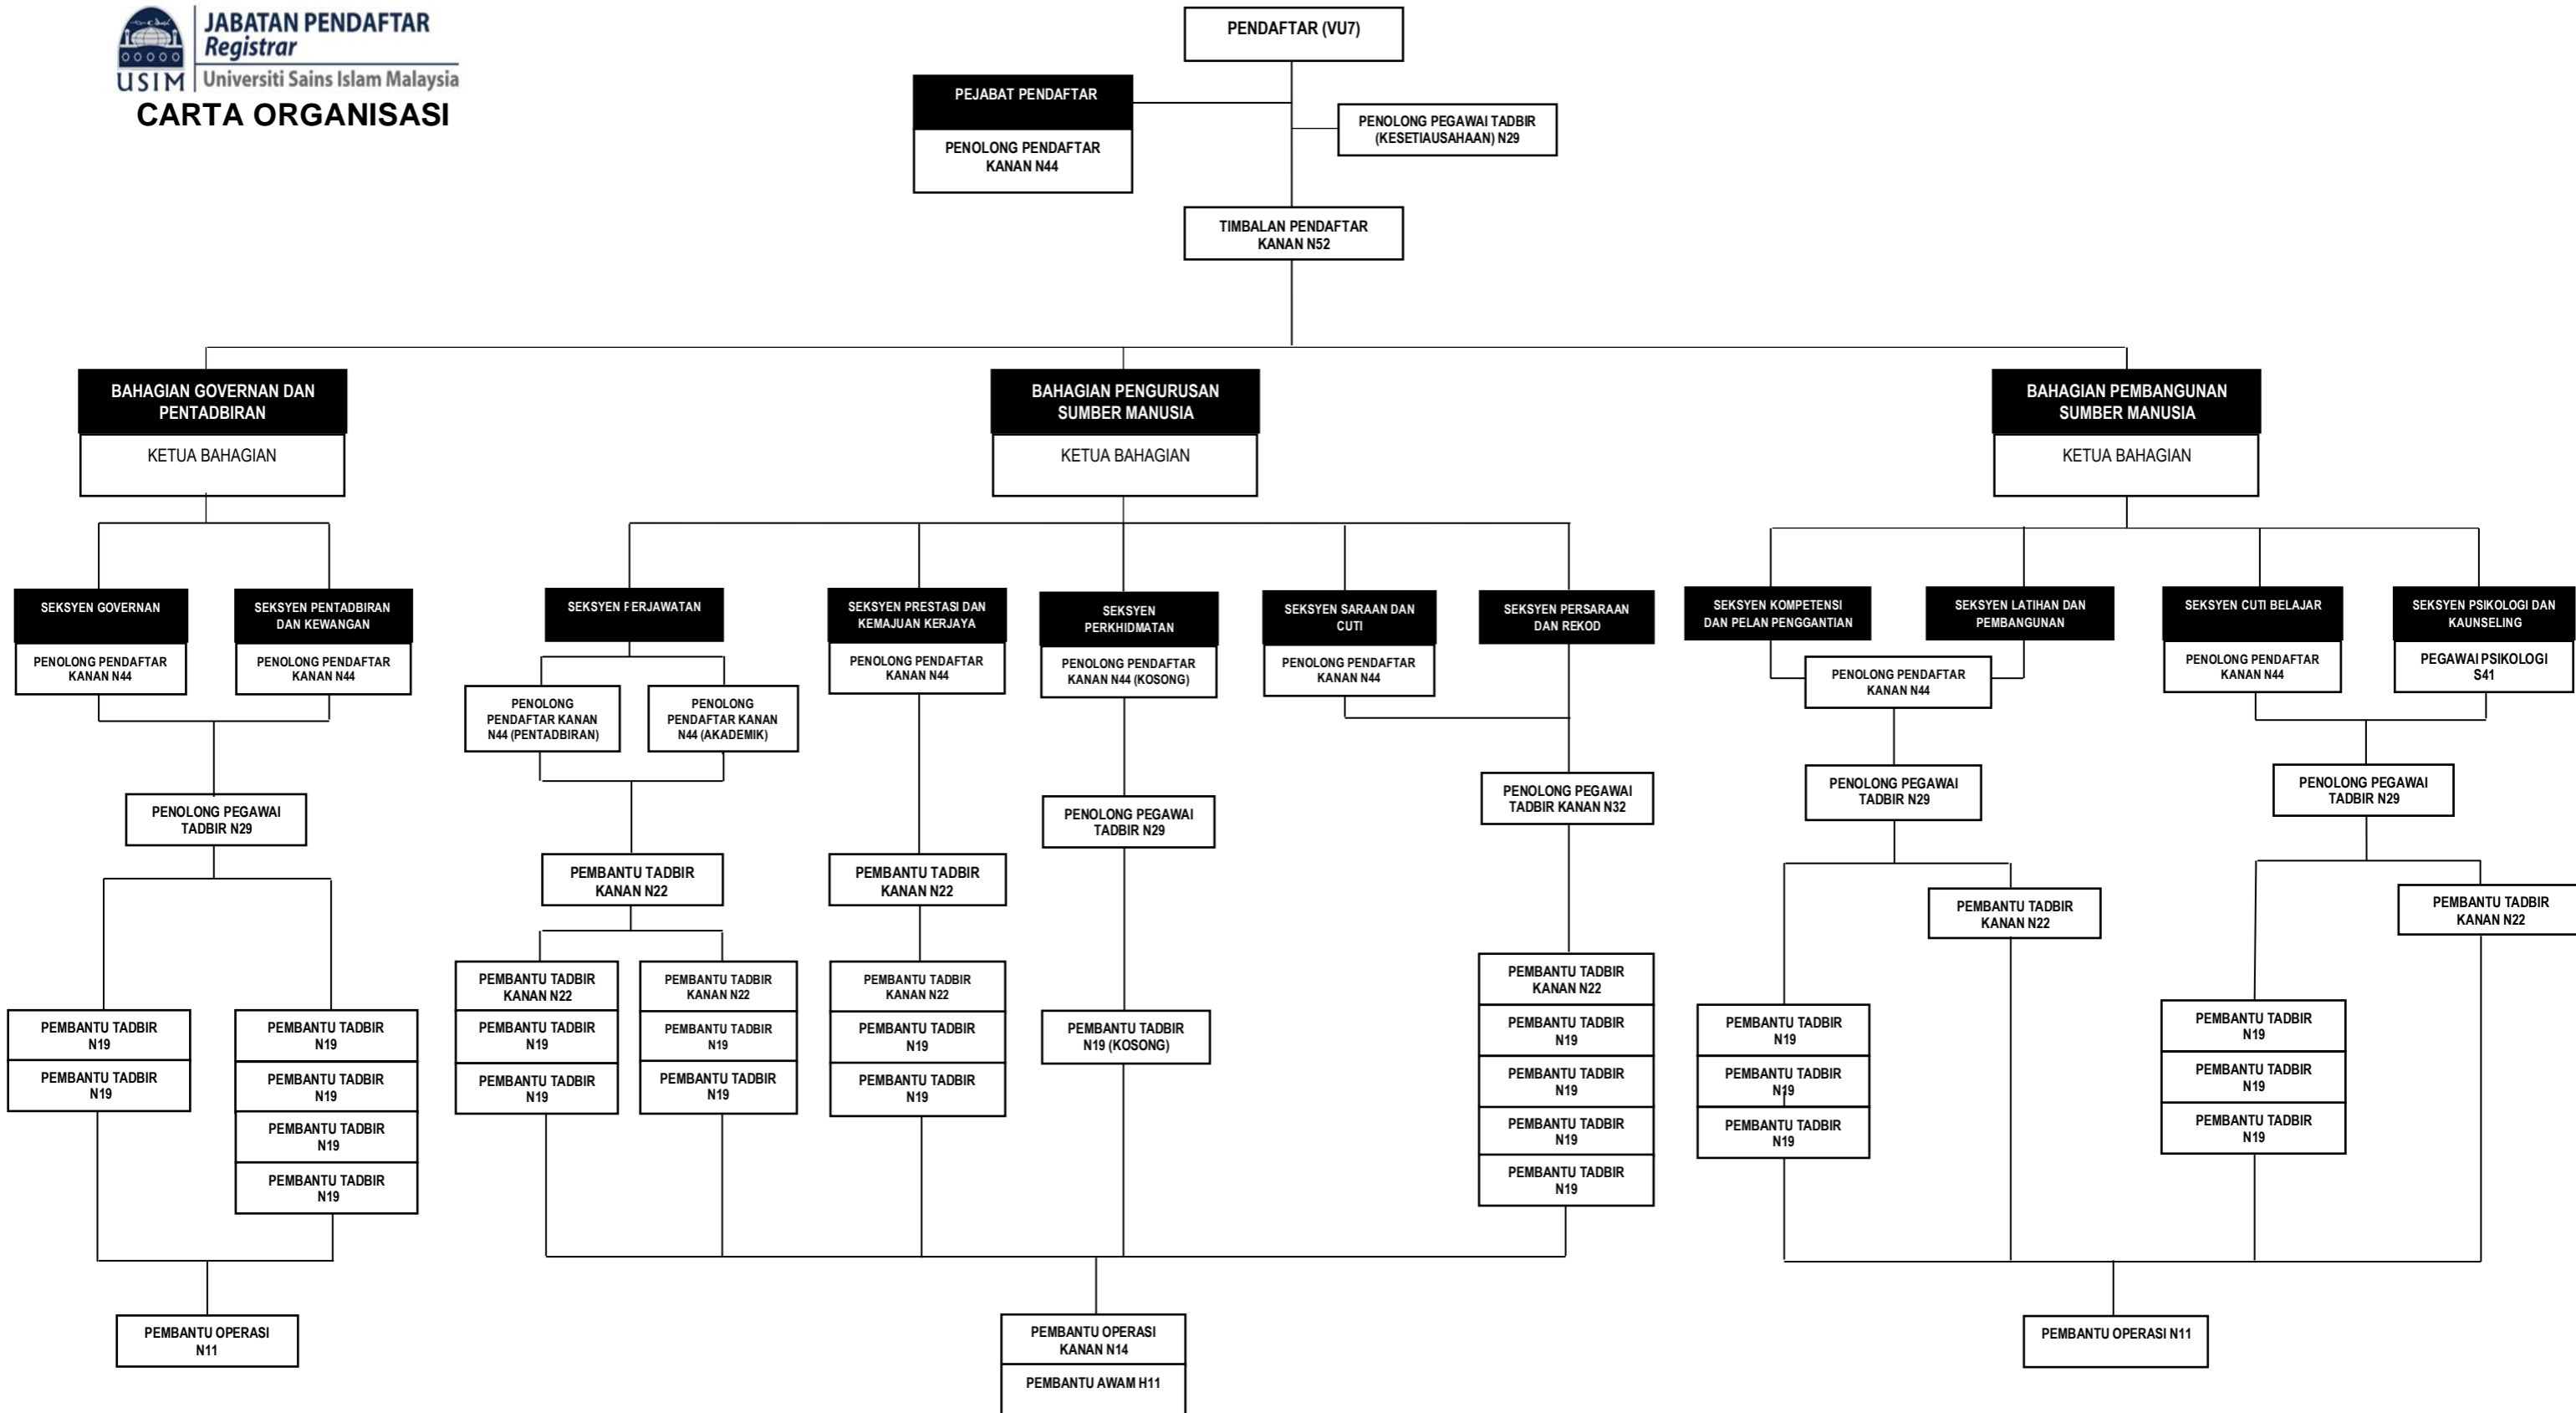 JABATAN PENDAFTAR
Registrar
USIM
Universiti Sains Islam Malaysia
CARTA ORGANISASI
PENDAFTAR (VU7)
PEJABAT PENDAFTAR
PENOLONG PENDAFTAR
KANAN N44
PENOLONG PEGAWAI TADBIR
(KESETIAUSAHAAN) N29
TIMBALAN PENDAFTAR
KANAN N52
BAHAGIAN GOVERNAN DAN
PENTADBIRAN
KETUA BAHAGIAN
BAHAGIAN PENGURUSAN
SUMBER MANUSIA
KETUA BAHAGIAN
BAHAGIAN PEMBANGUNAN
SUMBER MANUSIA
KETUA BAHAGIAN
SEKSYEN GOVERNAN
PENOLONG PENDAFTAR
KANAN N44
SEKSYEN PENTADBIRAN
DAN KEWANGAN
PENOLONG PENDAFTAR
KANAN N44
PENOLONG PEGAWAI
TADBIR N29
PEMBANTU TADBIR
N19
PEMBANTU TADBIR
N19
PEMBANTU TADBIR
N19
PEMBANTU TADBIR
N19
PEMBANTU TADBIR
N19
PEMBANTU TADBIR
N19
PEMBANTU OPERASI
N11
SEKSYEN PERJAWATAN
PENOLONG
PENDAFTAR KANAN
N44 (PENTADBIRAN)
PENOLONG
PENDAFTAR KANAN
N44 (AKADEMIK)
PEMBANTU TADBIR
KANAN N22
PEMBANTU TADBIR
KANAN N22
PEMBANTU TADBIR
N19
PEMBANTU TADBIR
N19
PEMBANTU TADBIR
KANAN N22
PEMBANTU TADBIR
N19
PEMBANTU TADBIR
N19
SEKSYEN PRESTASI DAN
KEMAJUAN KERJAYA
PENOLONG PENDAFTAR
KANAN N44
PEMBANTU TADBIR
KANAN N22
PEMBANTU TADBIR
KANAN N22
PEMBANTU TADBIR
N19
PEMBANTU TADBIR
N19
SEKSYEN
PERKHIDMATAN
PENOLONG PENDAFTAR
KANAN N44 (KOSONG)
PENOLONG PEGAWAI
TADBIR N29
PEMBANTU TADBIR
N19 (KOSONG)
SEKSYEN SARAAN DAN
CUTI
PENOLONG PENDAFTAR
KANAN N44
SEKSYEN PERSARAAN
DAN REKOD
PENOLONG PEGAWAI
TADBIR KANAN N32
PEMBANTU TADBIR
KANAN N22
PEMBANTU TADBIR
N19
PEMBANTU TADBIR
N19
PEMBANTU TADBIR
N19
PEMBANTU TADBIR
N19
PEMBANTU OPERASI
KANAN N14
PEMBANTU AWAM H11
SEKSYEN KOMPETENSI
DAN PELAN PENGGANTIAN
SEKSYEN LATIHAN DAN
PEMBANGUNAN
PENOLONG PENDAFTAR
KANAN N44
PENOLONG PEGAWAI
TADBIR N29
PEMBANTU TADBIR
KANAN N22
PEMBANTU TADBIR
N19
PEMBANTU TADBIR
N19
PEMBANTU TADBIR
N19
SEKSYEN CUTI BELAJAR
PENOLONG PENDAFTAR
KANAN N44
SEKSYEN PSIKOLOGI DAN
KAUNSELING
PEGAWAI PSIKOLOGI
S41
PENOLONG PEGAWAI
TADBIR N29
PEMBANTU TADBIR
KANAN N22
PEMBANTU TADBIR
N19
PEMBANTU TADBIR
N19
PEMBANTU TADBIR
N19
PEMBANTU OPERASI N11